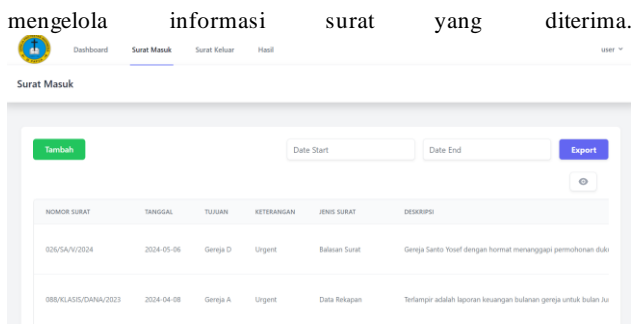 mengelola informasi surat yang diterima.
Dashboard Surat Masuk Surat Keluar Hasil user
Surat Masuk
Tambah Date Start Date End Export
NOMOR SURAT TANGGAL TUJUAN KETERANGAN JENIS SURAT DESKRIPSI
026/SA/V/2024 2024-05-06 Gereja D Urgent Balasan Surat Gereja Santo Yosef dengan hormat menanggapi permohonan duku
088/KLASIS/DANA/2023 2024-04-08 Gereja A Urgent Data Rekapan Terlampir adalah laporan keuangan bulanan gereja untuk bulan Ju